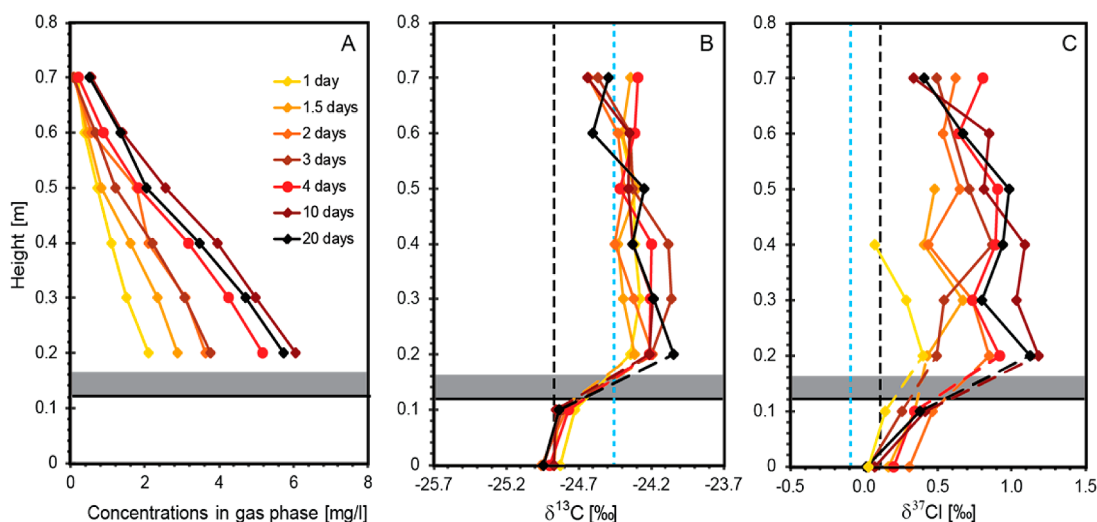 A
B
C
0.8
0.7
0.6
0.5
0.4
0.3
0.2
0.1
0
Height [m]
1 day
1.5 days
2 days
3 days
4 days
10 days
20 days
0 2 4 6 8
Concentrations in gas phase [mg/l]
0.8
0.7
0.6
0.5
0.4
0.3
0.2
0.1
0
-25.7 -25.2 -24.7 -24.2 -23.7
δ¹³C [‰]
0.8
0.7
0.6
0.5
0.4
0.3
0.2
0.1
0
-0.5 0.0 0.5 1.0 1.5
δ³⁷Cl [‰]